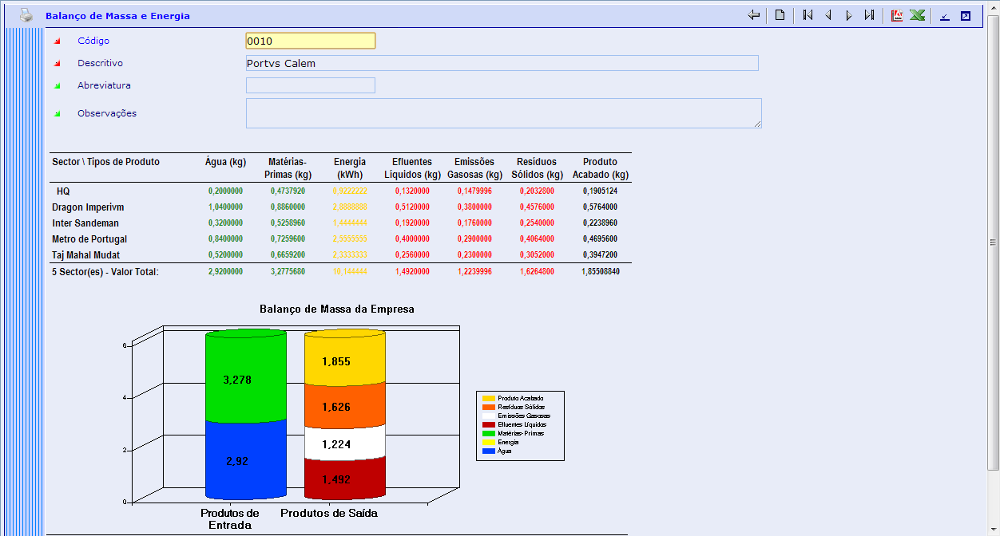 Balanço de Massa e Energia
Código 0010
Descritivo Portvs Calem
Abreviatura
Observações
Sector \ Tipos de Produto Água (kg) Matérias-Primas (kg) Energia (kWh) Efluentes Líquidos (kg) Emissões Gasosas (kg) Resíduos Sólidos (kg) Produto Acabado (kg)
HQ 0,2000000 0,4737920 0,9222222 0,1320000 0,1479996 0,2032800 0,1905124
Dragon Imperivm 1,0400000 0,8860000 2,8888888 0,5120000 0,3800000 0,4576000 0,5764000
Inter Sandeman 0,3200000 0,5258960 1,4444444 0,1920000 0,1760000 0,2540000 0,2238960
Metro de Portugal 0,8400000 0,7259600 2,5555555 0,4000000 0,2900000 0,4064000 0,4695600
Taj Mahal Mudat 0,5200000 0,6659200 2,3333333 0,2560000 0,2300000 0,3052000 0,3947200
5 Sector(es) - Valor Total: 2,9200000 3,2775680 10,144444 1,4920000 1,2239996 1,6264800 1,85508840
Balanço de Massa da Empresa
6
4
2
0
3,278
2,92
1,855
1,626
1,224
1,492
Produtos de
Entrada
Produtos de Saída
Produto Acabado
Resíduos Sólidos
Emissões Gasosas
Efluentes Líquidos
Matérias-Primas
Energia
Água